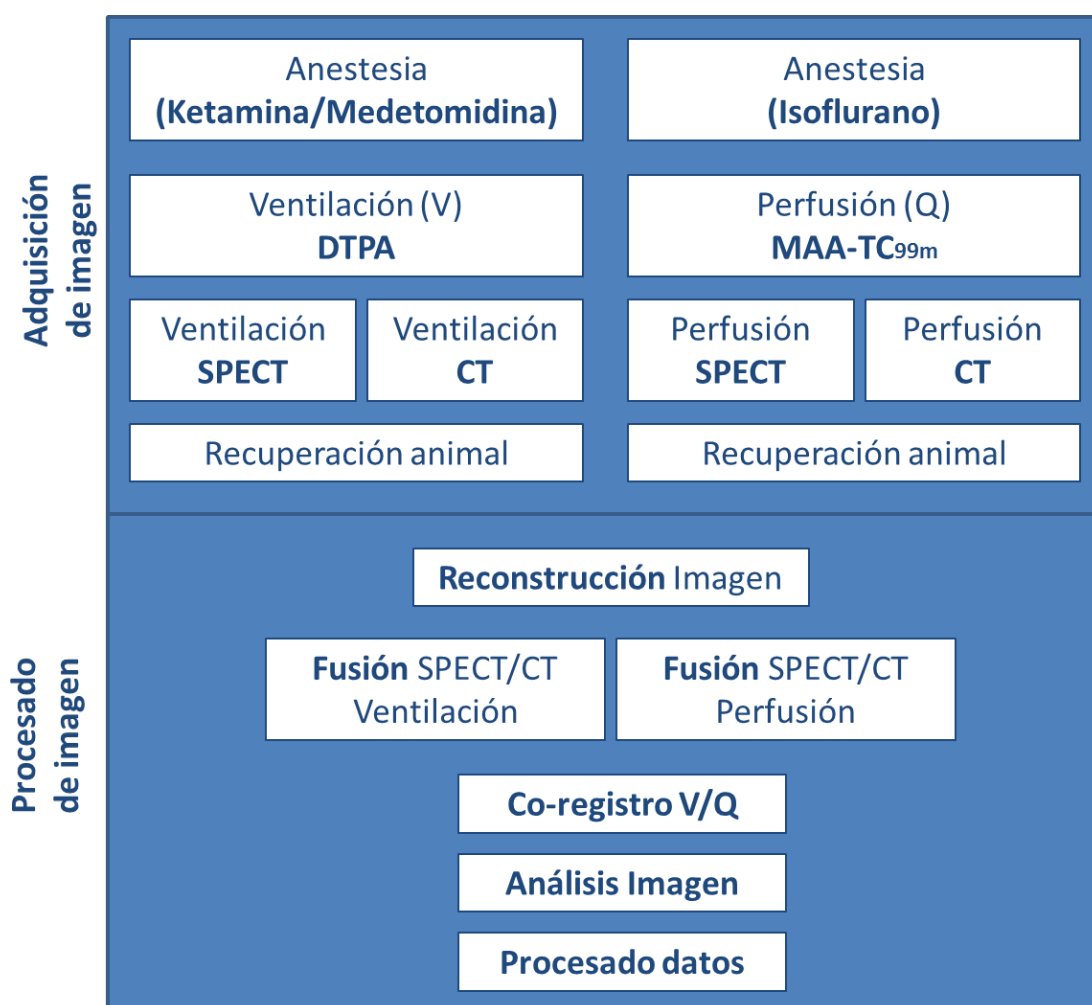 Adquisición
de imagen
Anestesia
(Ketamina/Medetomidina)
Anestesia
(Isoflurano)
Ventilación (V)
DTPA
Perfusión (Q)
MAA-TC99m
Ventilación
SPECT
Ventilación
CT
Perfusión
SPECT
Perfusión
CT
Recuperación animal
Recuperación animal
Procesado
de imagen
Reconstrucción Imagen
Fusión SPECT/CT
Ventilación
Fusión SPECT/CT
Perfusión
Co-registro V/Q
Análisis Imagen
Procesado datos